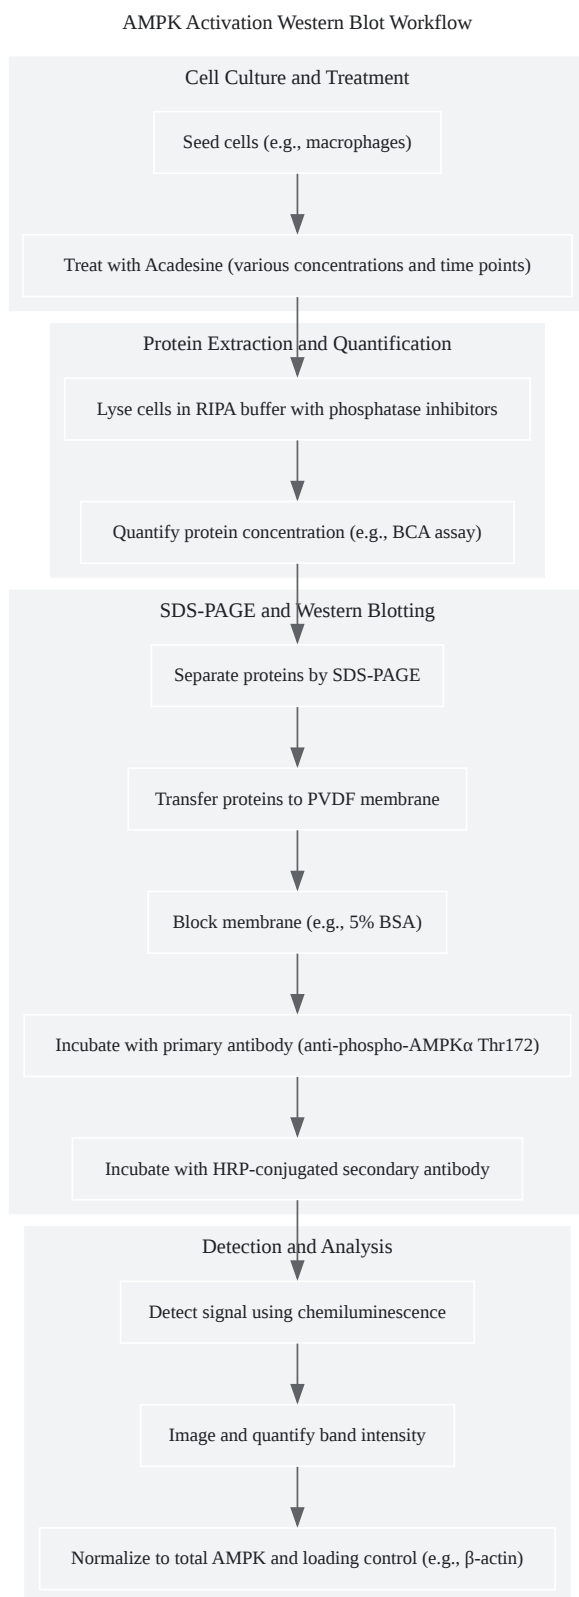 AMPK Activation Western Blot Workflow
Cell Culture and Treatment
Seed cells (e.g., macrophages)
Treat with Acadesine (various concentrations and time points)
Protein Extraction and Quantification
Lyse cells in RIPA buffer with phosphatase inhibitors
Quantify protein concentration (e.g., BCA assay)
SDS-PAGE and Western Blotting
Separate proteins by SDS-PAGE
Transfer proteins to PVDF membrane
Block membrane (e.g., 5% BSA)
Incubate with primary antibody (anti-phospho-AMPKα Thr172)
Incubate with HRP-conjugated secondary antibody
Detection and Analysis
Detect signal using chemiluminescence
Image and quantify band intensity
Normalize to total AMPK and loading control (e.g., β-actin)